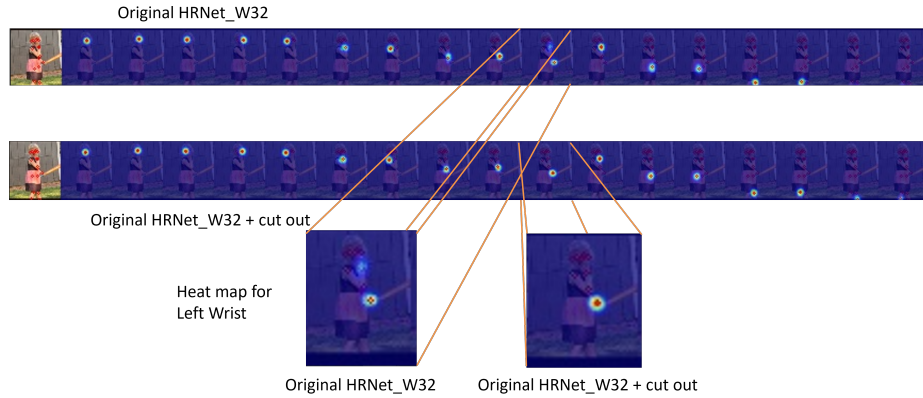 Original HRNet_W32
Original HRNet_W32 + cut out
Heat map for
Left Wrist
Original HRNet_W32
Original HRNet_W32 + cut out